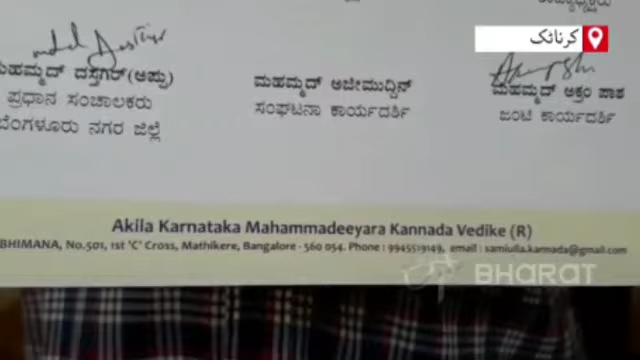 ಕರ್ನಾಟಕ
ಮಹಮ್ಮದ್ ದಸ್ತಗರ್(ಅಪ್ಪು)
ಪ್ರಧಾನ ಸಂಚಾಲಕರು
ಬೆಂಗಳೂರು ನಗರ ಜಿಲ್ಲೆ
ಮಹಮ್ಮದ್ ಅಜೀಮುದ್ದಿನ್
ಸಂಘಟನಾ ಕಾರ್ಯದರ್ಶಿ
ಮಹಮ್ಮದ್ ಅಕ್ತಂ ಪಾಷ
ಜಂಟಿ ಕಾರ್ಯದರ್ಶಿ
Akila Karnataka Mahammadeeyara Kannada Vedike (R)
BHIMANA, No.501, 1st 'C' Cross, Mathikere, Bangalore - 560 054. Phone : 9945519149, email : samiulla.kannada@gmail.com
BHARAT